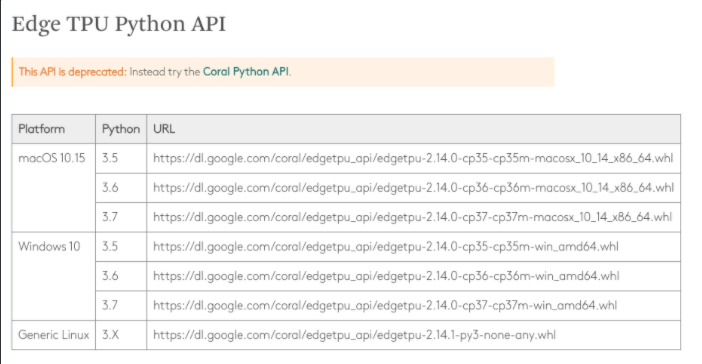 Edge TPU Python API
This API is deprecated: Instead try the Coral Python API.
Platform Python URL
macOS 10.15 3.5 https://dl.google.com/coral/edgetpu_api/edgetpu-2.14.0-cp35-cp35m-macosx_10_14_x86_64.whl
3.6 https://dl.google.com/coral/edgetpu_api/edgetpu-2.14.0-cp36-cp36m-macosx_10_14_x86_64.whl
3.7 https://dl.google.com/coral/edgetpu_api/edgetpu-2.14.0-cp37-cp37m-macosx_10_14_x86_64.whl
Windows 10 3.5 https://dl.google.com/coral/edgetpu_api/edgetpu-2.14.0-cp35-cp35m-win_amd64.whl
3.6 https://dl.google.com/coral/edgetpu_api/edgetpu-2.14.0-cp36-cp36m-win_amd64.whl
3.7 https://dl.google.com/coral/edgetpu_api/edgetpu-2.14.0-cp37-cp37m-win_amd64.whl
Generic Linux 3.X https://dl.google.com/coral/edgetpu_api/edgetpu-2.14.1-py3-none-any.whl